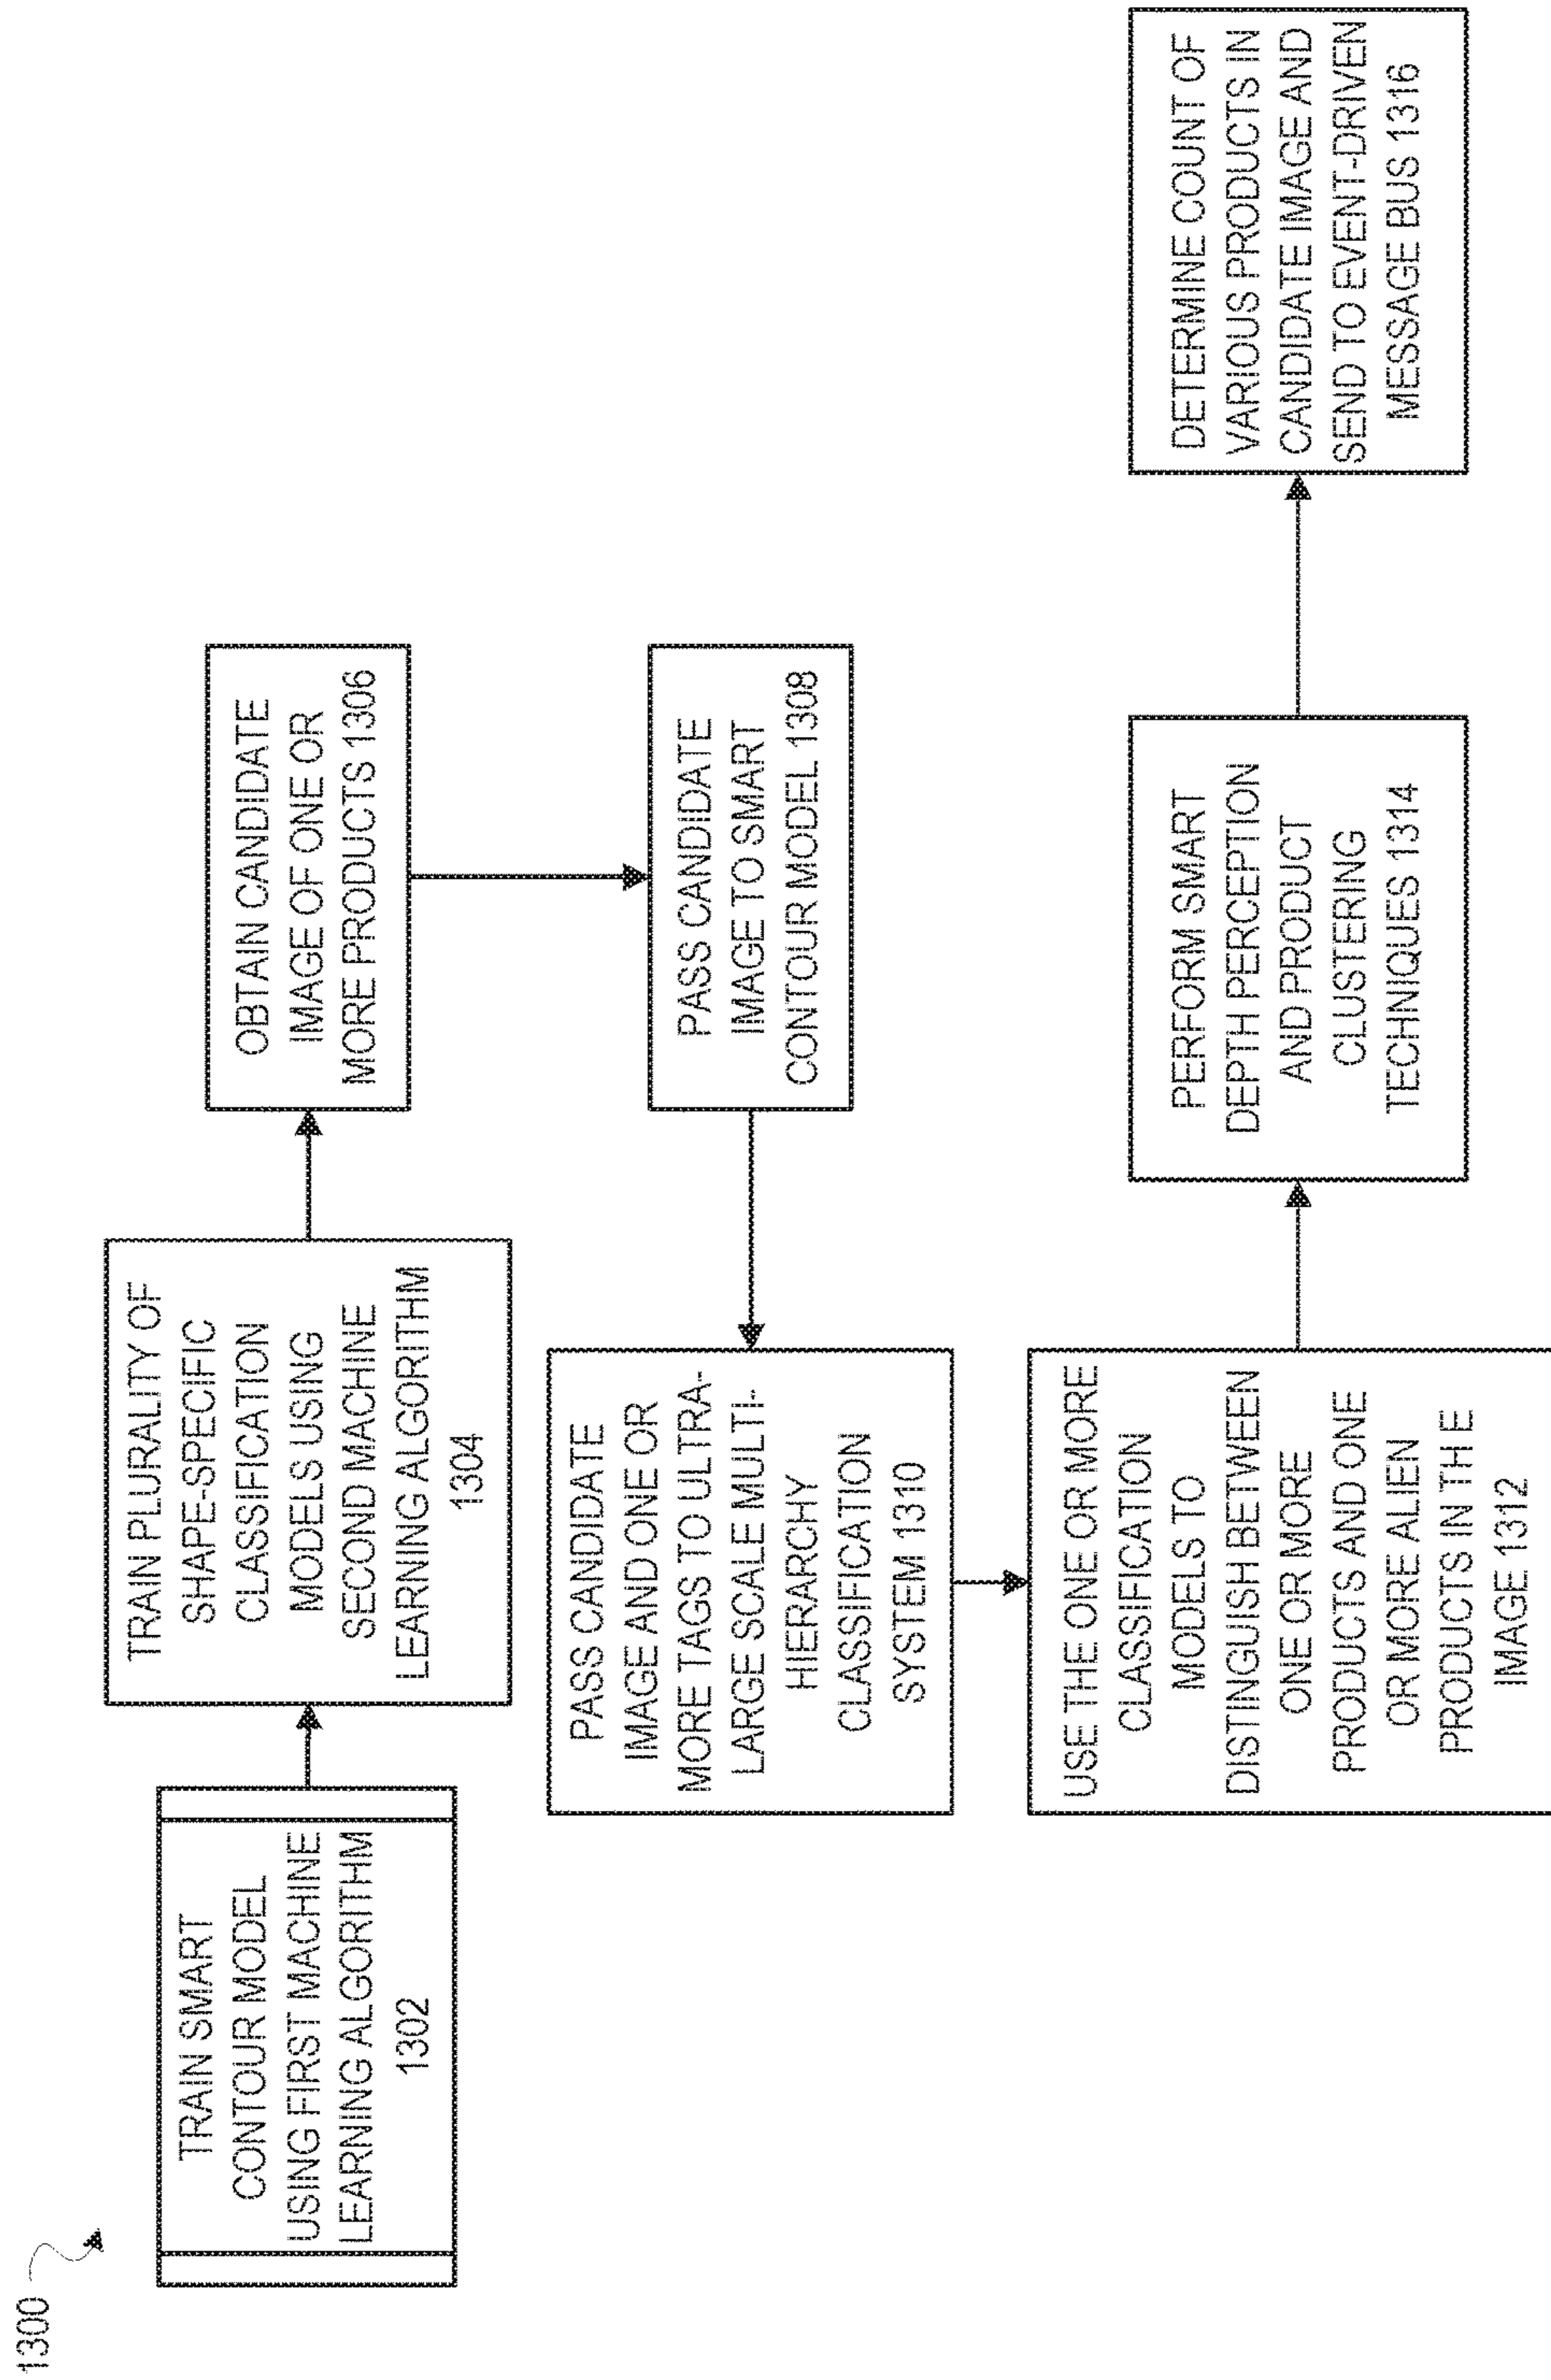 1300
TRAIN SMART
CONTOUR MODEL
USING FIRST MACHINE
LEARNING ALGORITHM
1302
TRAIN PLURALITY OF
SHAPE-SPECIFIC
CLASSIFICATION
MODELS USING
SECOND MACHINE
LEARNING ALGORITHM
1304
OBTAIN CANDIDATE
IMAGE OF ONE OR
MORE PRODUCTS 1306
PASS CANDIDATE
IMAGE TO SMART
CONTOUR MODEL 1308
PASS CANDIDATE
IMAGE AND ONE OR
MORE TAGS TO ULTRA-
LARGE SCALE MULTI-
HIERARCHY
CLASSIFICATION
SYSTEM 1310
USE THE ONE OR MORE
CLASSIFICATION
MODELS TO
DISTINGUISH BETWEEN
ONE OR MORE
PRODUCTS AND ONE
OR MORE ALIEN
PRODUCTS IN THE E
IMAGE 1312
PERFORM SMART
DEPTH PERCEPTION
AND PRODUCT
CLUSTERING
TECHNIQUES 1314
DETERMINE COUNT OF
VARIOUS PRODUCTS IN
CANDIDATE IMAGE AND
SEND TO EVENT-DRIVEN
MESSAGE BUS 1316